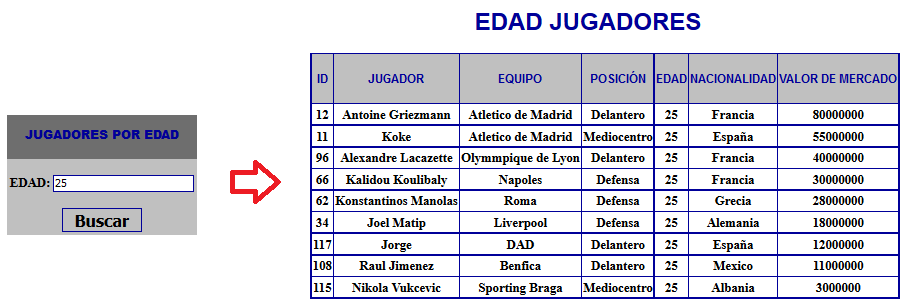 EDAD JUGADORES
JUGADORES POR EDAD
EDAD: 25
Buscar
ID JUGADOR EQUIPO POSICIÓN EDAD NACIONALIDAD VALOR DE MERCADO
12 Antoine Griezmann Atletico de Madrid Delantero 25 Francia 80000000
11 Koke Atletico de Madrid Mediocentro 25 España 55000000
96 Alexandre Lacazette Olymmpique de Lyon Delantero 25 Francia 40000000
66 Kalidou Koulibaly Napoles Defensa 25 Francia 30000000
62 Konstantinos Manolas Roma Defensa 25 Grecia 28000000
34 Joel Matip Liverpool Defensa 25 Alemania 18000000
117 Jorge DAD Delantero 25 España 12000000
108 Raul Jimenez Benfica Delantero 25 Mexico 11000000
115 Nikola Vukcevic Sporting Braga Mediocentro 25 Albania 3000000